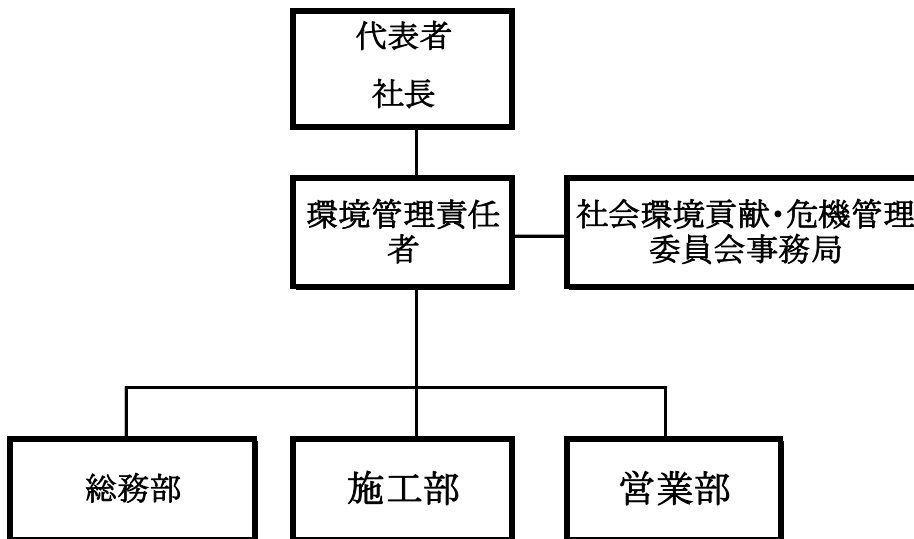 代表者
社長
環境管理責任
者
社会環境貢献・危機管理
委員会事務局
総務部
施工部
営業部